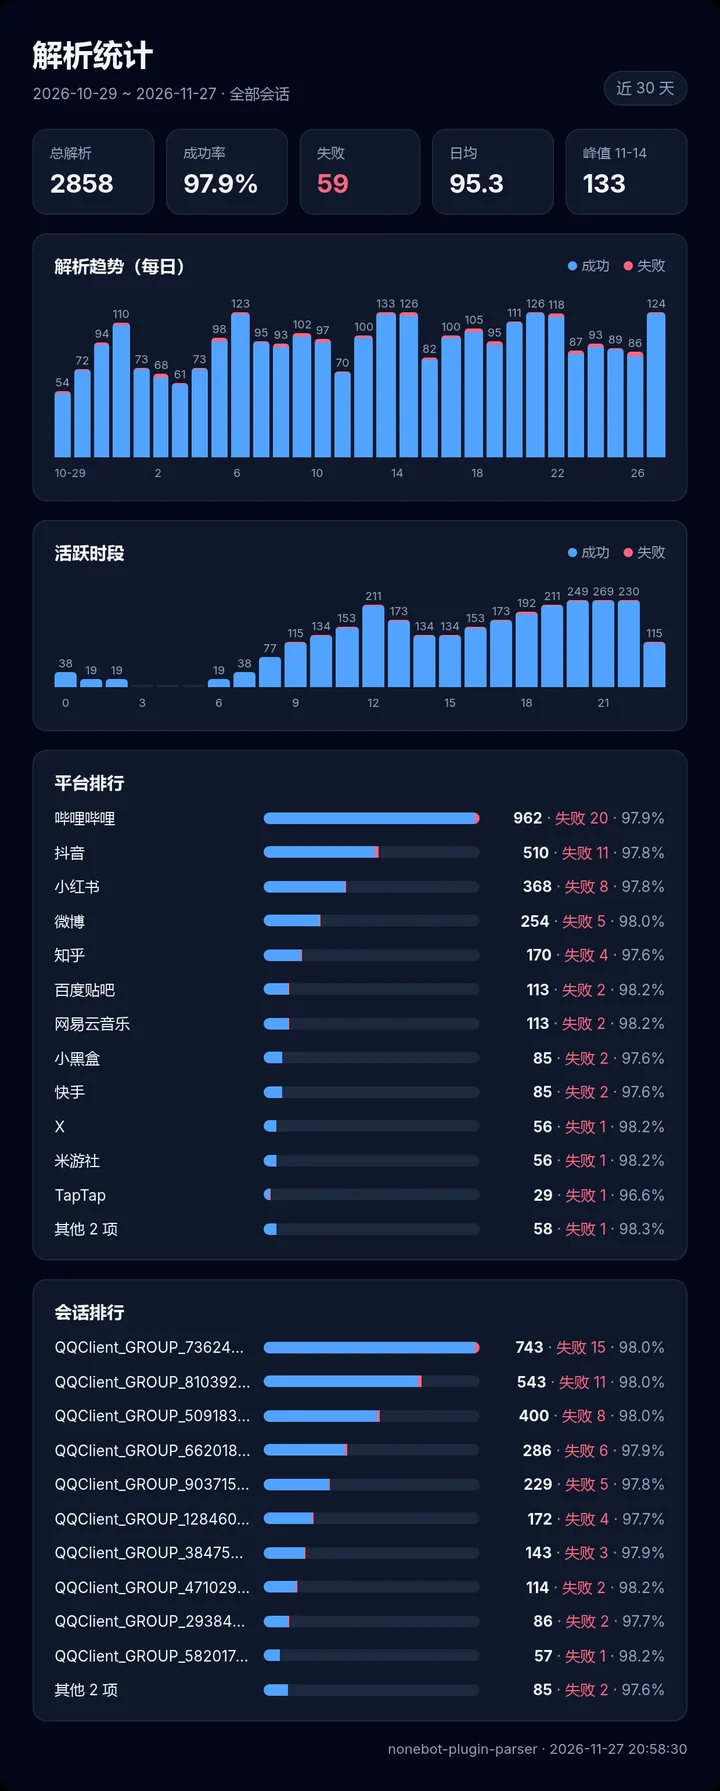 解析统计
2026-10-29 ~ 2026-11-27 · 全部会话
近 30 天
总解析 成功率 失败 日均 峰值 11-14
2858 97.9% 59 95.3 133
解析趋势（每日） 成功 失败
54 72 94 110 73 68 61 73 98 123 95 93 102 97 70 100 133 126 82 100 105 95 111 126 118 87 93 89 86 124
10-29 2 6 10 14 18 22 26
活跃时段 成功 失败
38 19 19 19 38 77 115 134 153 211 173 134 134 153 173 192 211 249 269 230 115
0 3 6 9 12 15 18 21
平台排行
哔哩哔哩 962 · 失败 20 · 97.9%
抖音 510 · 失败 11 · 97.8%
小红书 368 · 失败 8 · 97.8%
微博 254 · 失败 5 · 98.0%
知乎 170 · 失败 4 · 97.6%
百度贴吧 113 · 失败 2 · 98.2%
网易云音乐 113 · 失败 2 · 98.2%
小黑盒 85 · 失败 2 · 97.6%
快手 85 · 失败 2 · 97.6%
X 56 · 失败 1 · 98.2%
米游社 56 · 失败 1 · 98.2%
TapTap 29 · 失败 1 · 96.6%
其他 2 项 58 · 失败 1 · 98.3%
会话排行
QQClient_GROUP_73624... 743 · 失败 15 · 98.0%
QQClient_GROUP_810392... 543 · 失败 11 · 98.0%
QQClient_GROUP_509183... 400 · 失败 8 · 98.0%
QQClient_GROUP_662018... 286 · 失败 6 · 97.9%
QQClient_GROUP_903715... 229 · 失败 5 · 97.8%
QQClient_GROUP_128460... 172 · 失败 4 · 97.7%
QQClient_GROUP_38475... 143 · 失败 3 · 97.9%
QQClient_GROUP_471029... 114 · 失败 2 · 98.2%
QQClient_GROUP_29384... 86 · 失败 2 · 97.7%
QQClient_GROUP_582017... 57 · 失败 1 · 98.2%
其他 2 项 85 · 失败 2 · 97.6%
nonebot-plugin-parser · 2026-11-27 20:58:30